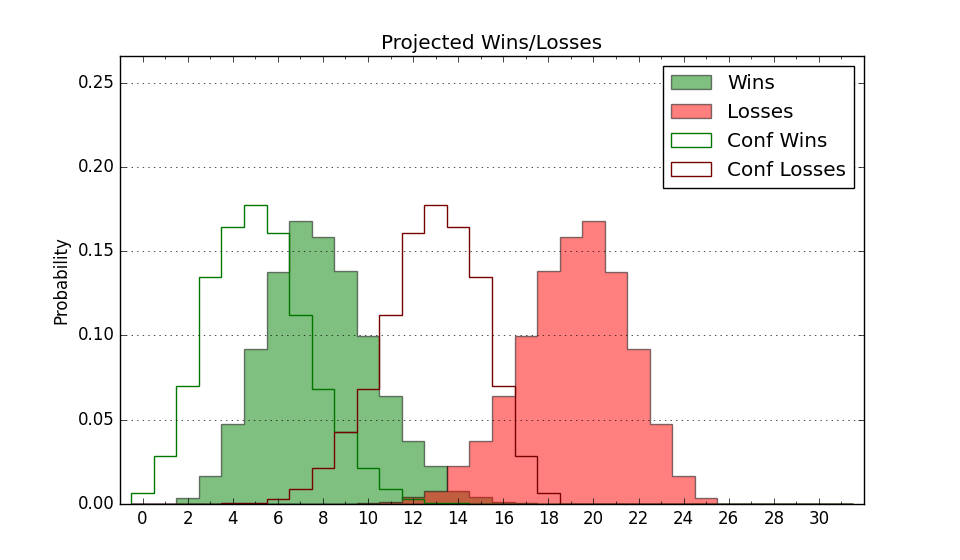 Projected Wins/Losses
Probability
0.25
0.20
0.15
0.10
0.05
0.00
0 2 4 6 8 10 12 14 16 18 20 22 24 26 28 30
Wins
Losses
Conf Wins
Conf Losses